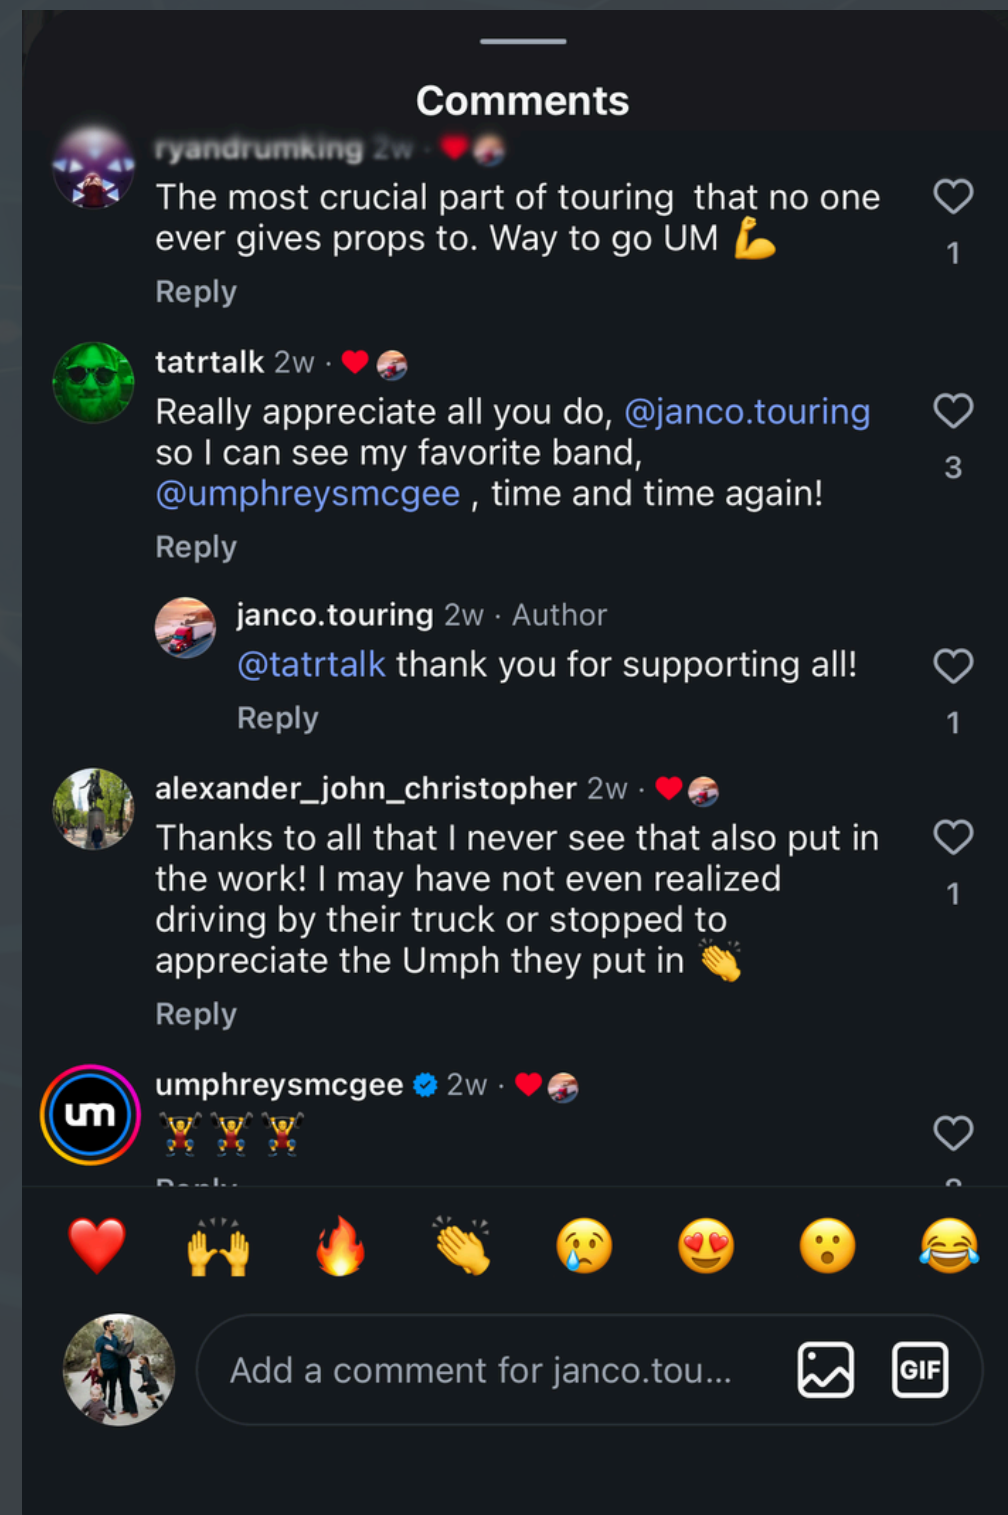 Comments
ryandrumking 2w ·
The most crucial part of touring  that no one
ever gives props to. Way to go UM 💪
1
Reply
tatrtalk 2w · ❤️
Really appreciate all you do, @janco.touring
so I can see my favorite band,
@umphreysmcgee , time and time again!
3
Reply
janco.touring 2w · Author
@tatrtalk thank you for supporting all!
1
Reply
alexander_john_christopher 2w · ❤️
Thanks to all that I never see that also put in
the work! I may have not even realized
driving by their truck or stopped to
appreciate the Umph they put in 👏
1
Reply
um
umphreysmcgee 2w · ❤️
🏋️🏋️🏋️
Reply
Add a comment for janco.tou...
GIF